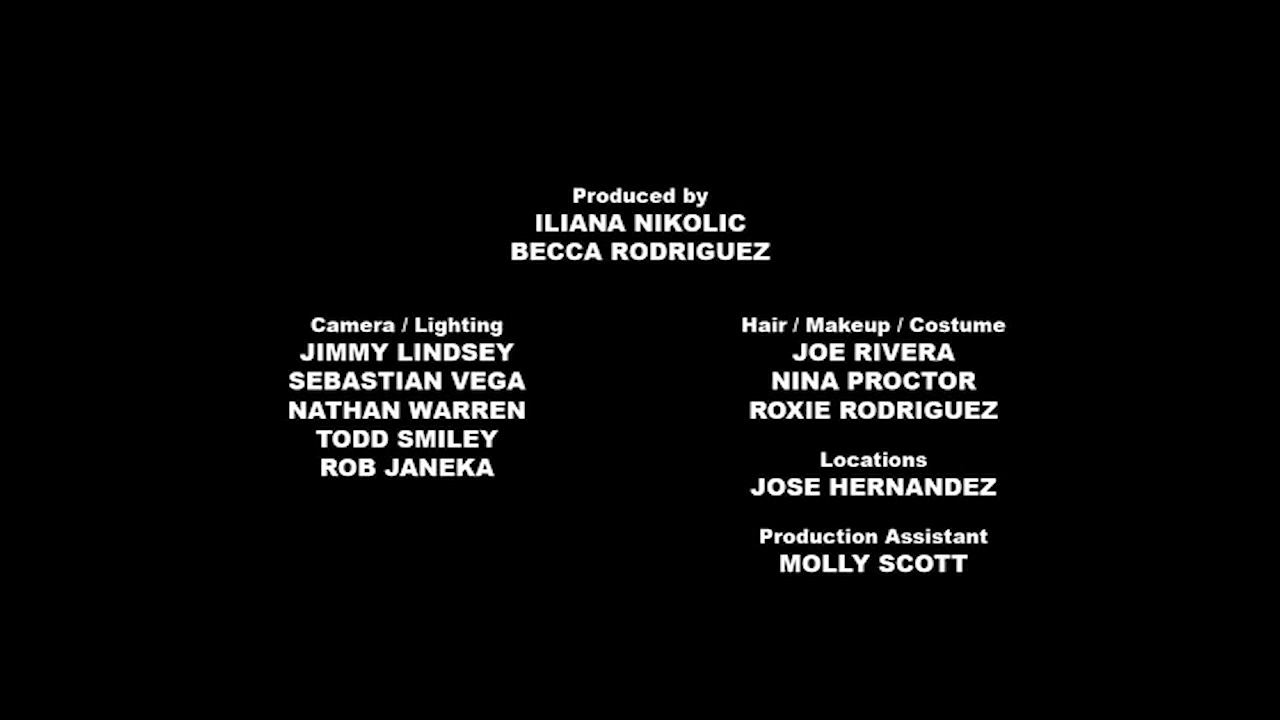 Produced by
ILIANA NIKOLIC
BECCA RODRIGUEZ
Camera / Lighting
JIMMY LINDSEY
SEBASTIAN VEGA
NATHAN WARREN
TODD SMILEY
ROB JANEKA
Hair / Makeup / Costume
JOE RIVERA
NINA PROCTOR
ROXIE RODRIGUEZ
Locations
JOSE HERNANDEZ
Production Assistant
MOLLY SCOTT